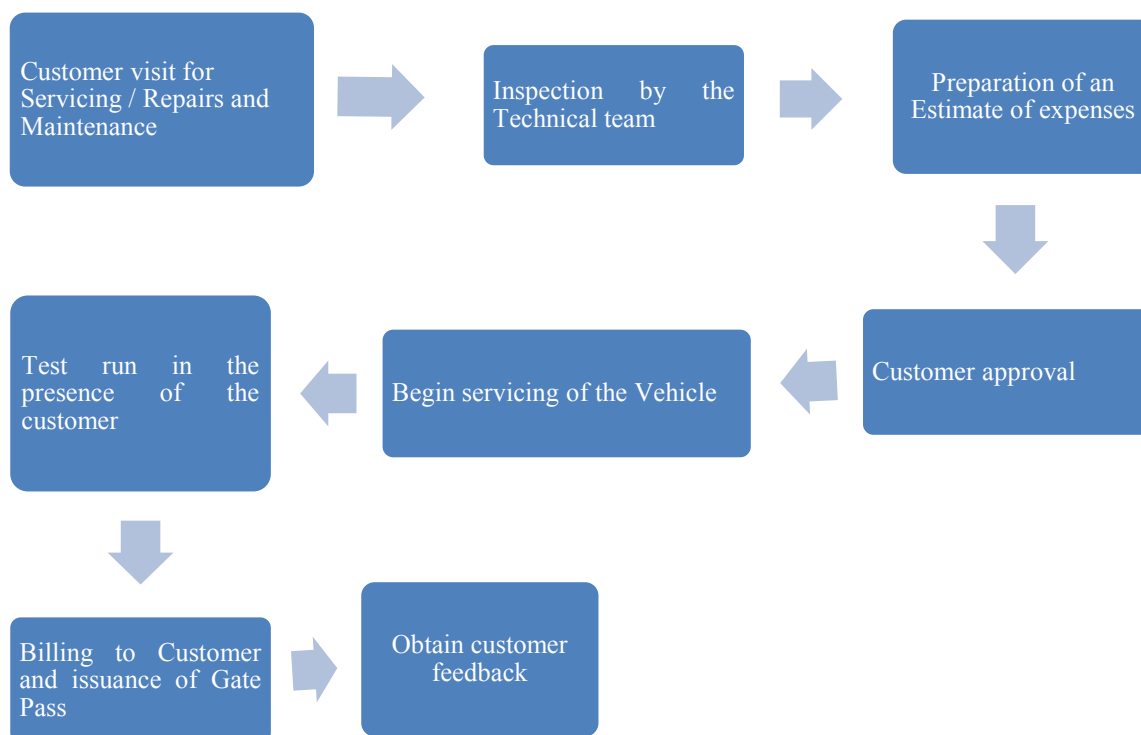 Customer visit for
Servicing / Repairs and
Maintenance
Inspection by the
Technical team
Preparation of an
Estimate of expenses
Customer approval
Begin servicing of the Vehicle
Test run in the
presence of the
customer
Billing to Customer
and issuance of Gate
Pass
Obtain customer
feedback